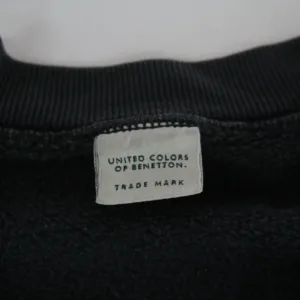 UNITED COLORS
OF BENETTON.
TRADE MARK